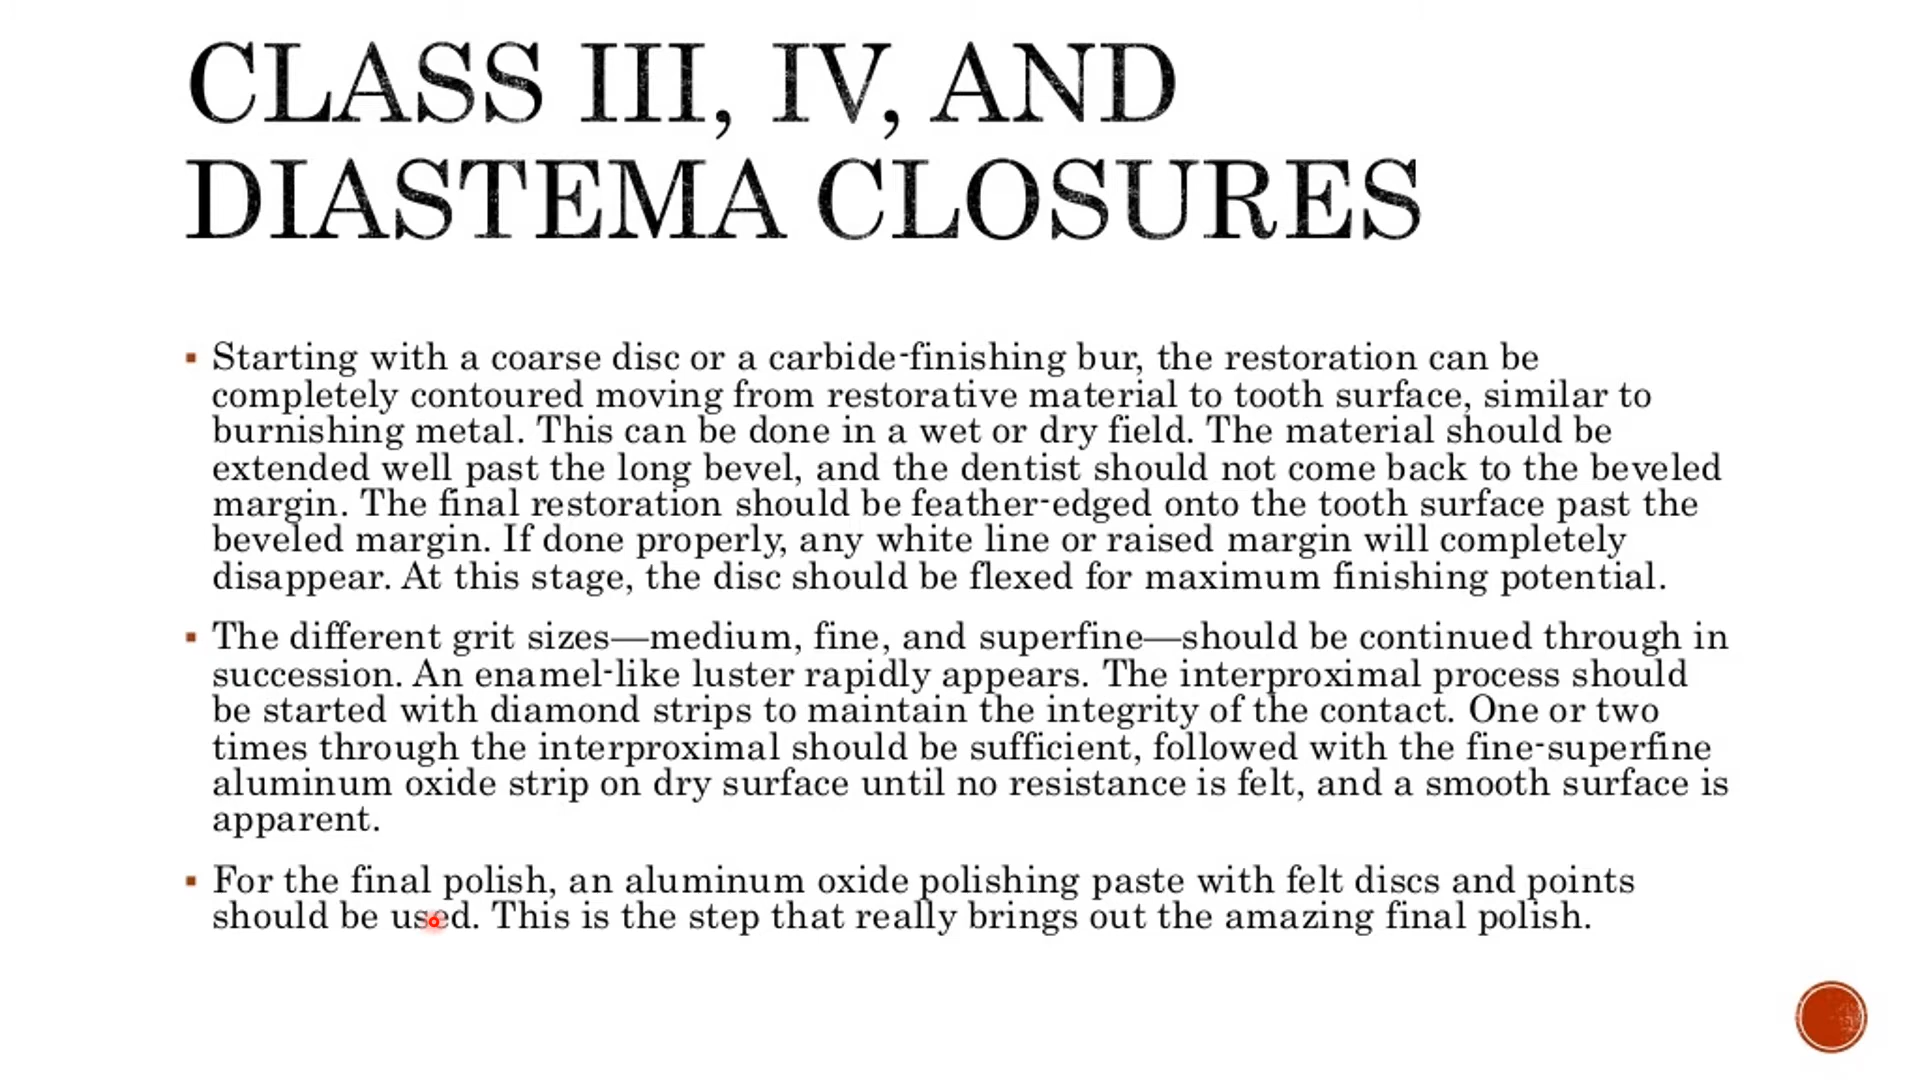 CLASS III, IV, AND
DIASTEMA CLOSURES
▪ Starting with a coarse disc or a carbide-finishing bur, the restoration can be
completely contoured moving from restorative material to tooth surface, similar to
burnishing metal. This can be done in a wet or dry field. The material should be
extended well past the long bevel, and the dentist should not come back to the beveled
margin. The final restoration should be feather-edged onto the tooth surface past the
beveled margin. If done properly, any white line or raised margin will completely
disappear. At this stage, the disc should be flexed for maximum finishing potential.
▪ The different grit sizes—medium, fine, and superfine—should be continued through in
succession. An enamel-like luster rapidly appears. The interproximal process should
be started with diamond strips to maintain the integrity of the contact. One or two
times through the interproximal should be sufficient, followed with the fine-superfine
aluminum oxide strip on dry surface until no resistance is felt, and a smooth surface is
apparent.
▪ For the final polish, an aluminum oxide polishing paste with felt discs and points
should be used. This is the step that really brings out the amazing final polish.